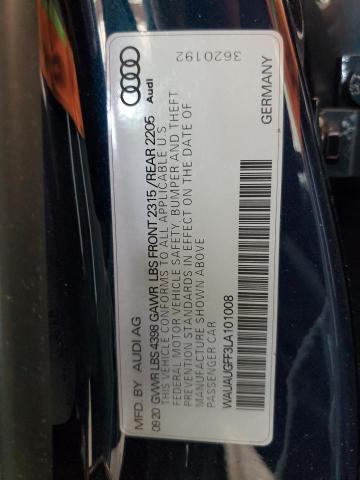 MFD. BY AUDI AG
Audi
09.20 GVWR LBS 4398 GAWR LBS FRONT 2315/REAR 2205
THIS VEHICLE CONFORMS TO ALL APPLICABLE U S
FEDERAL MOTOR VEHICLE SAFETY, BUMPER AND THEFT
PREVENTION STANDARDS IN EFFECT ON THE DATE OF
MANUFACTURE SHOWN ABOVE
PASSENGER CAR
WAUAUGFF3LA101008
3620192
GERMANY